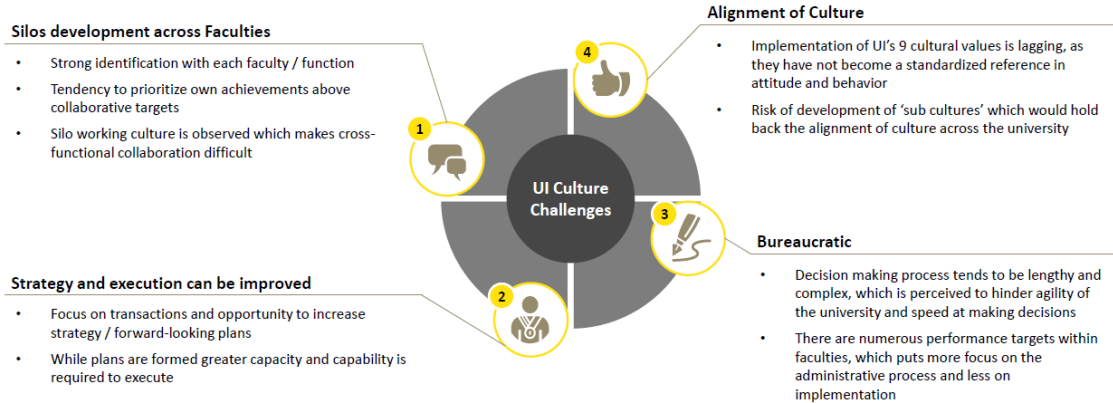 Silos development across Faculties
• Strong identification with each faculty / function
• Tendency to prioritize own achievements above
collaborative targets
• Silo working culture is observed which makes cross-
functional collaboration difficult
1
Strategy and execution can be improved
• Focus on transactions and opportunity to increase
strategy / forward-looking plans
• While plans are formed greater capacity and capability is
required to execute
2
UI Culture
Challenges
Bureaucratic
• Decision making process tends to be lengthy and
complex, which is perceived to hinder agility of
the university and speed at making decisions
• There are numerous performance targets within
faculties, which puts more focus on the
administrative process and less on
implementation
3
Alignment of Culture
• Implementation of UI's 9 cultural values is lagging, as
they have not become a standardized reference in
attitude and behavior
• Risk of development of ‘sub cultures’ which would hold
back the alignment of culture across the university
4